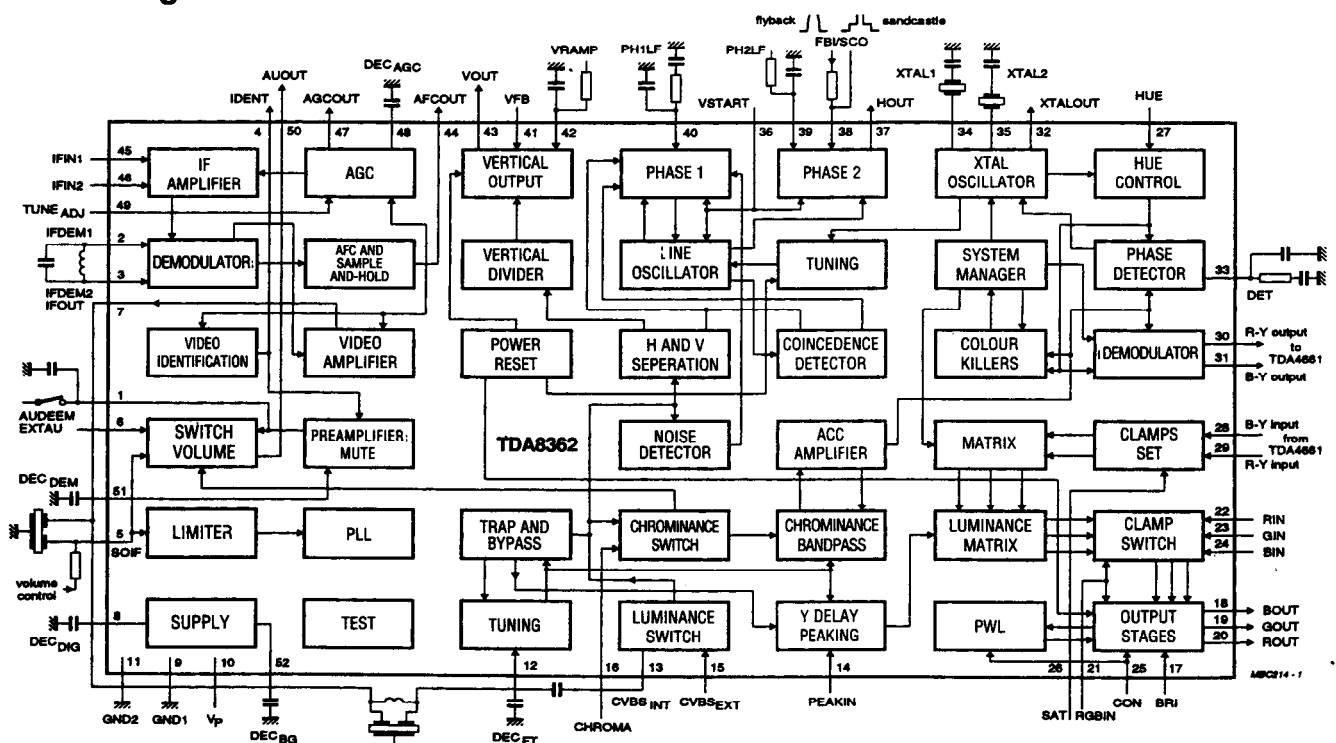 g
flyback
sandcastle
VRAMP
PH1LF
PH2LF
FBI/SCO
XTAL1
XTAL2
DEC AGC
AUOUT
IDENT
AGCOUT
AFCOUT
VOUT
VFB
VSTART
HOUT
XTALOUT
HUE
4 50 47 48 44 43 41 42 40 36 39 38 37 34 35 32 27
IFIN1 45
IFIN2 46
TUNE ADJ 49
IF AMPLIFIER
AGC
VERTICAL OUTPUT
PHASE 1
PHASE 2
XTAL OSCILLATOR
HUE CONTROL
IFDEM1
2
3
IFDEM2
IFOUT
7
DEMODULATOR
AFC AND SAMPLE AND-HOLD
VERTICAL DIVIDER
LINE OSCILLATOR
TUNING
SYSTEM MANAGER
PHASE DETECTOR
33
DET
VIDEO IDENTIFICATION
VIDEO AMPLIFIER
POWER RESET
H AND V SEPERATION
COINCEDENCE DETECTOR
COLOUR KILLERS
DEMODULATOR
30 R-Y output
to TDA4661
31 B-Y output
1
AUDEEM
EXTAU 6
SWITCH VOLUME
PREAMPLIFIER: MUTE
TDA8362
NOISE DETECTOR
ACC AMPLIFIER
MATRIX
CLAMPS SET
28 B-Y input
from TDA4661
29 R-Y input
DEC DEM 51
5 SOIF
volume control
LIMITER
PLL
TRAP AND BYPASS
CHROMINANCE SWITCH
CHROMINANCE BANDPASS
LUMINANCE MATRIX
CLAMP SWITCH
22 RIN
23 GIN
24 BIN
DEC DIG 8
SUPPLY
TEST
TUNING
LUMINANCE SWITCH
Y DELAY PEAKING
PWL
OUTPUT STAGES
18 BOUT
19 GOUT
20 ROUT
11 9 10 52 12 16 13 15 14 26 21 25 17
MBC214 - 1
GND2 GND1 VP DEC BG DEC FT CHROMA CVBS INT CVBS EXT PEAKIN SAT RGBIN CON BRI